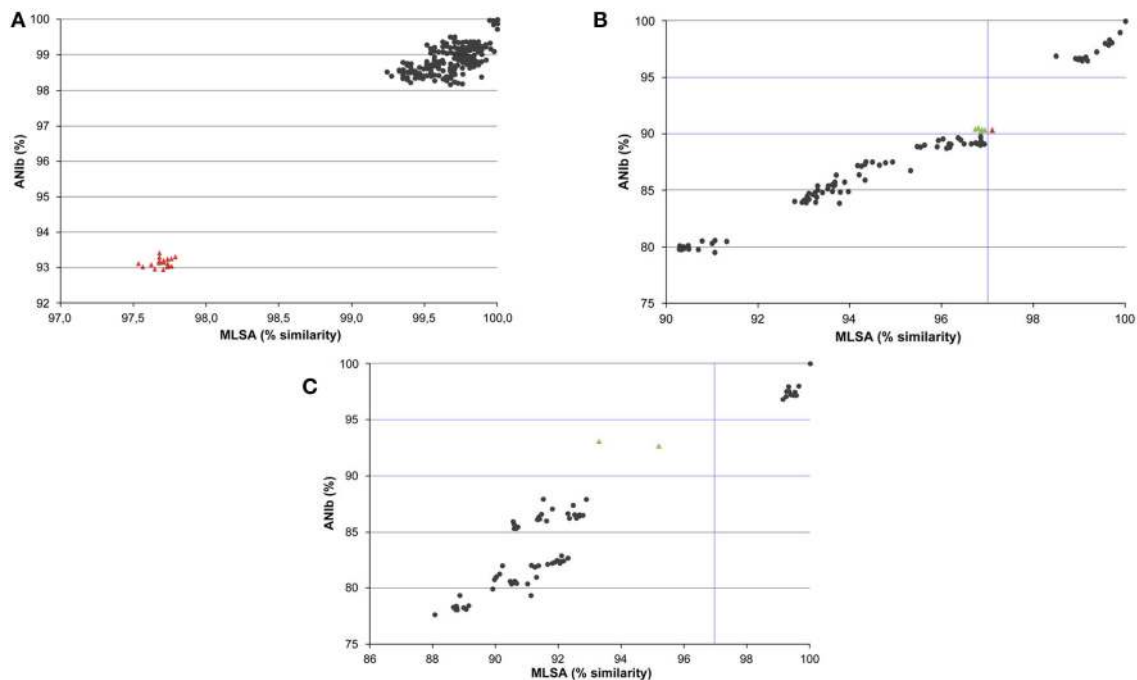 A
ANIb (%)
100
99
98
97
96
95
94
93
92
97,0 97,5 98,0 98,5 99,0 99,5 100,0
MLSA (% similarity)
B
ANIb (%)
100
95
90
85
80
75
90 92 94 96 98 100
MLSA (% similarity)
C
ANIb (%)
100
95
90
85
80
75
86 88 90 92 94 96 98 100
MLSA (% similarity)